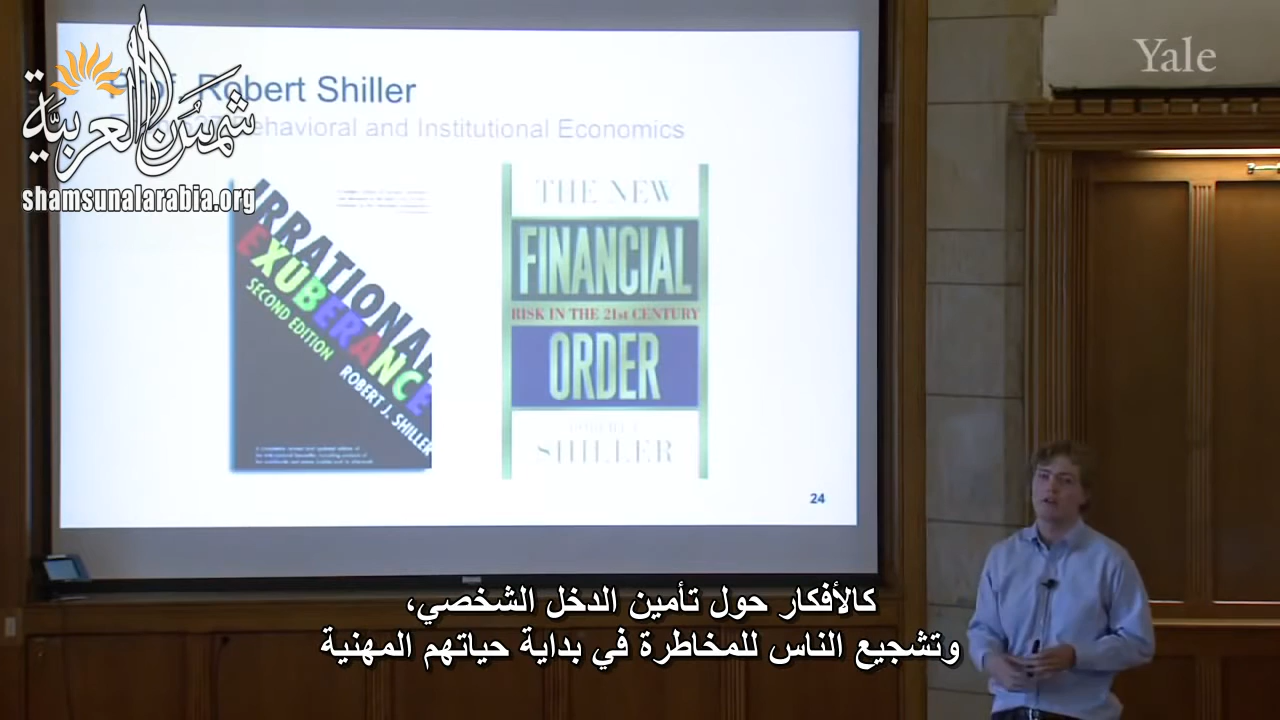 Yale
شمسٌ العربيّة
shamsunalarabia.org
Robert Shiller
Behavioral and Institutional Economics
IRRATIONAL
EXUBERANCE
SECOND EDITION
ROBERT J. SHILLER
THE NEW
FINANCIAL
RISK IN THE 21st CENTURY
ORDER
SHILLER
24
كالأفكار حول تأمين الدخل الشخصي،
وتشجيع الناس للمخاطرة في بداية حياتهم المهنية